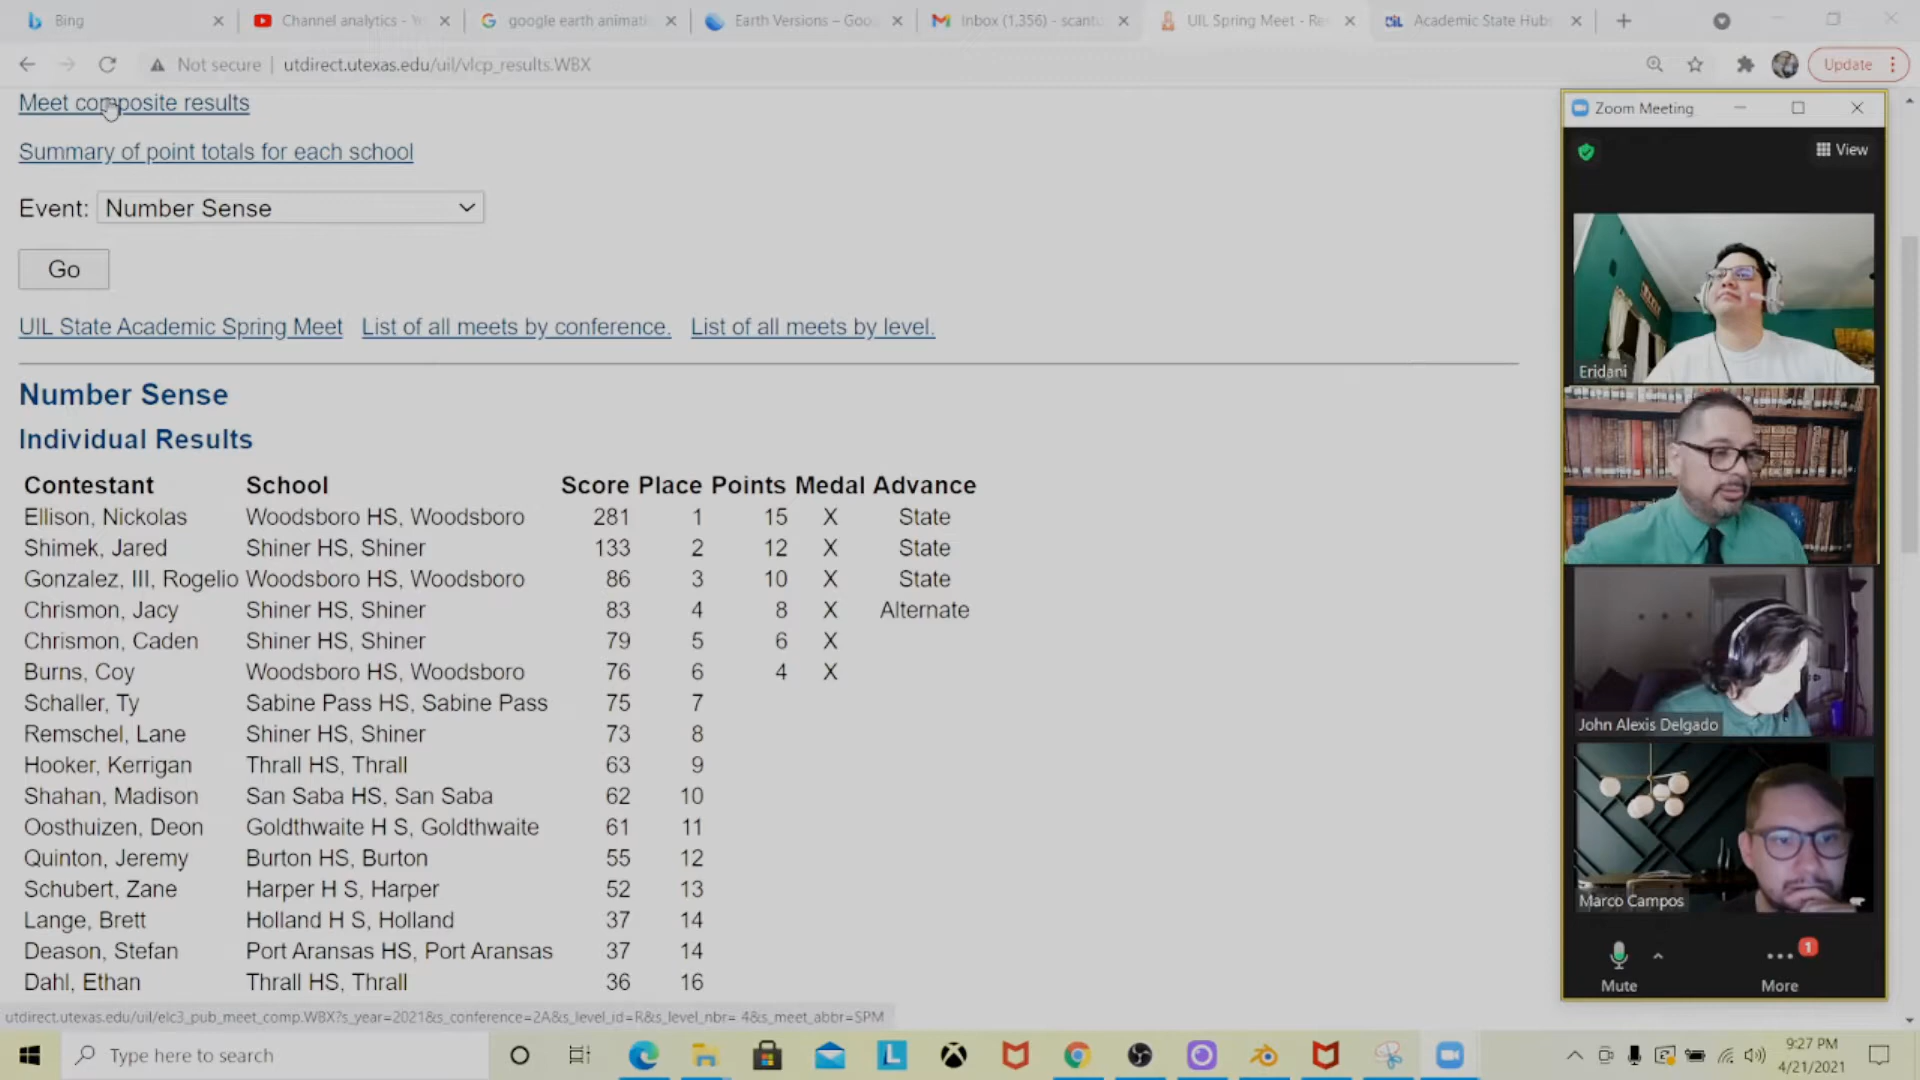 Bing
Channel analytics - Y
google earth animati
Earth Versions – Goo
Inbox (1,356) - scantu
UIL Spring Meet - Re
UIL Academic State Hub
Not secure | utdirect.utexas.edu/uil/vlcp_results.WBX
Update
Meet composite results
Summary of point totals for each school
Event: Number Sense
Go
UIL State Academic Spring Meet List of all meets by conference. List of all meets by level.
Number Sense
Individual Results
Contestant School Score Place Points Medal Advance
Ellison, Nickolas Woodsboro HS, Woodsboro 281 1 15 X State
Shimek, Jared Shiner HS, Shiner 133 2 12 X State
Gonzalez, III, Rogelio Woodsboro HS, Woodsboro 86 3 10 X State
Chrismon, Jacy Shiner HS, Shiner 83 4 8 X Alternate
Chrismon, Caden Shiner HS, Shiner 79 5 6 X
Burns, Coy Woodsboro HS, Woodsboro 76 6 4 X
Schaller, Ty Sabine Pass HS, Sabine Pass 75 7
Remschel, Lane Shiner HS, Shiner 73 8
Hooker, Kerrigan Thrall HS, Thrall 63 9
Shahan, Madison San Saba HS, San Saba 62 10
Oosthuizen, Deon Goldthwaite H S, Goldthwaite 61 11
Quinton, Jeremy Burton HS, Burton 55 12
Schubert, Zane Harper H S, Harper 52 13
Lange, Brett Holland H S, Holland 37 14
Deason, Stefan Port Aransas HS, Port Aransas 37 14
Dahl, Ethan Thrall HS, Thrall 36 16
utdirect.utexas.edu/uil/elc3_pub_meet_comp.WBX?s_year=2021&s_conference=2A&s_level_id=R&s_level_nbr= 4&s_meet_abbr=SPM
Zoom Meeting
View
Eridani
John Alexis Delgado
Marco Campos
1
Mute More
Type here to search
L
9:27 PM
4/21/2021